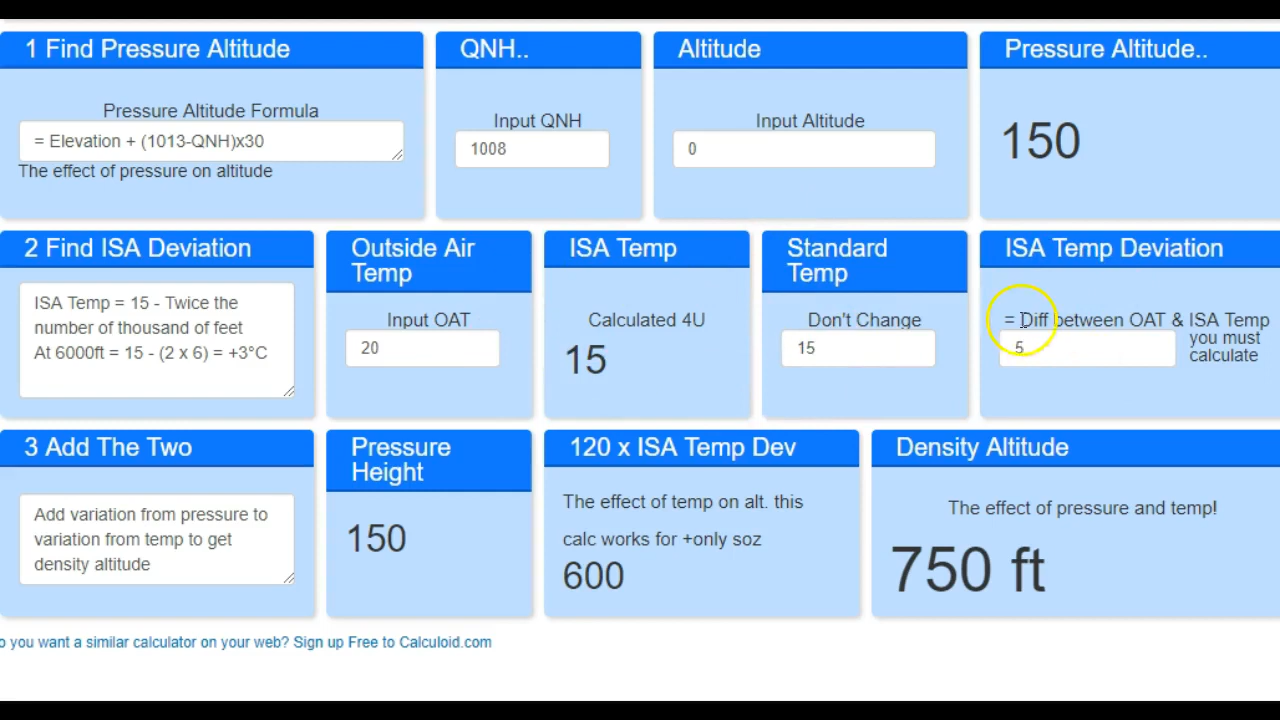 1 Find Pressure Altitude
Pressure Altitude Formula
= Elevation + (1013-QNH)x30
The effect of pressure on altitude
QNH..
Input QNH
1008
Altitude
Input Altitude
0
Pressure Altitude..
150
2 Find ISA Deviation
ISA Temp = 15 - Twice the
number of thousand of feet
At 6000ft = 15 - (2 x 6) = +3°C
Outside Air
Temp
Input OAT
20
ISA Temp
Calculated 4U
15
Standard
Temp
Don't Change
15
ISA Temp Deviation
= Diff between OAT & ISA Temp
5
you must
calculate
3 Add The Two
Add variation from pressure to
variation from temp to get
density altitude
Pressure
Height
150
120 x ISA Temp Dev
The effect of temp on alt. this
calc works for +only soz
600
Density Altitude
The effect of pressure and temp!
750 ft
o you want a similar calculator on your web? Sign up Free to Calculoid.com